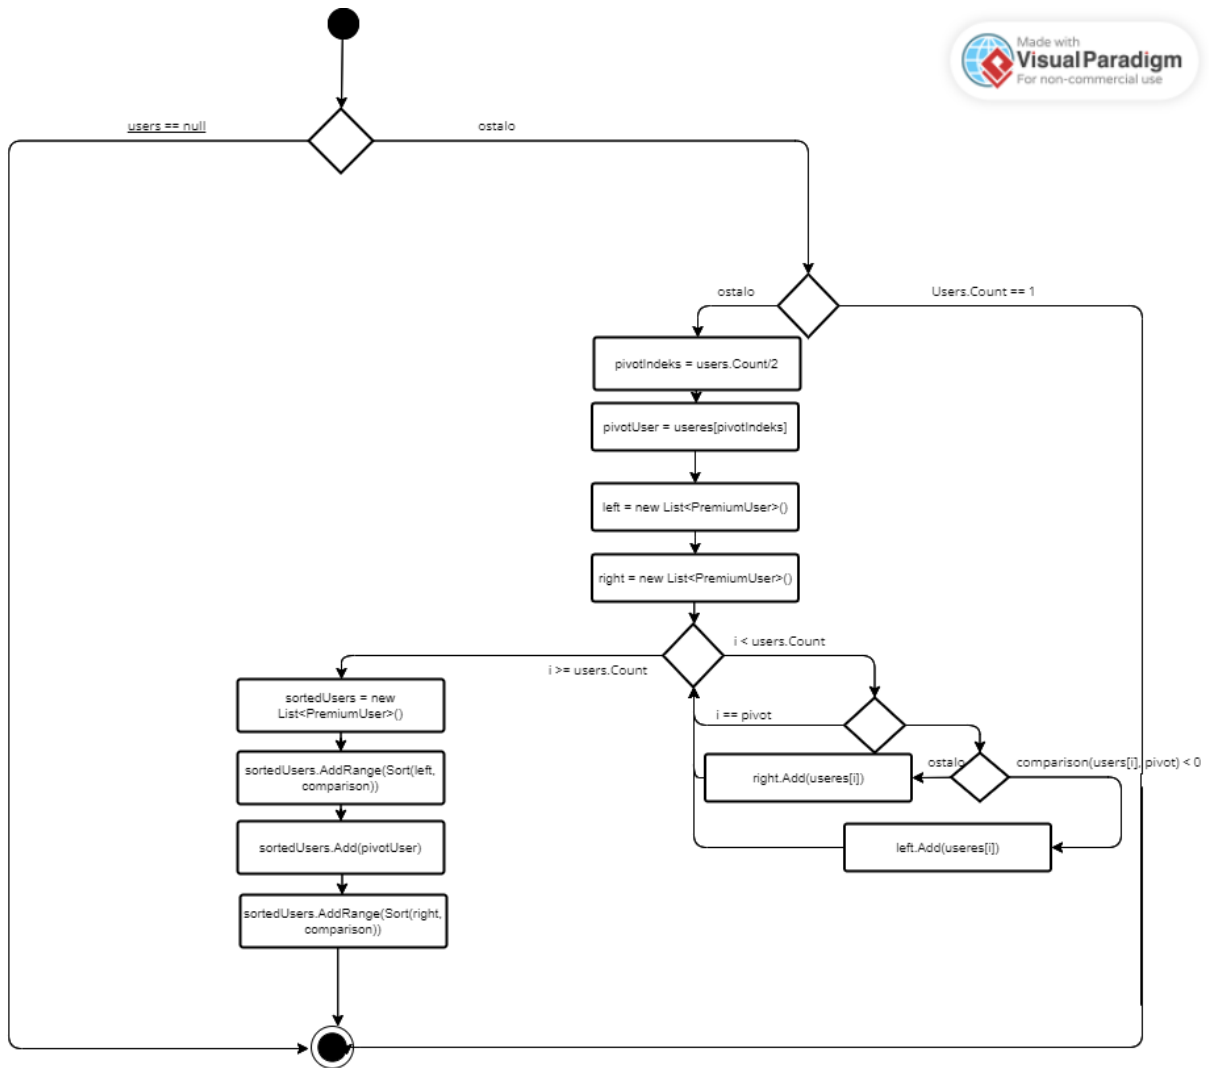 Made with
Visual Paradigm
For non-commercial use
users == null
ostalo
ostalo
Users.Count == 1
pivotIndeks = users.Count/2
pivotUser = useres[pivotIndeks]
left = new List<PremiumUser>()
right = new List<PremiumUser>()
i < users.Count
i >= users.Count
sortedUsers = new
List<PremiumUser>()
i == pivot
sortedUsers.AddRange(Sort(left,
comparison))
right.Add(useres[i])
ostalo
comparison(users[i], pivot) < 0
sortedUsers.Add(pivotUser)
left.Add(useres[i])
sortedUsers.AddRange(Sort(right,
comparison))